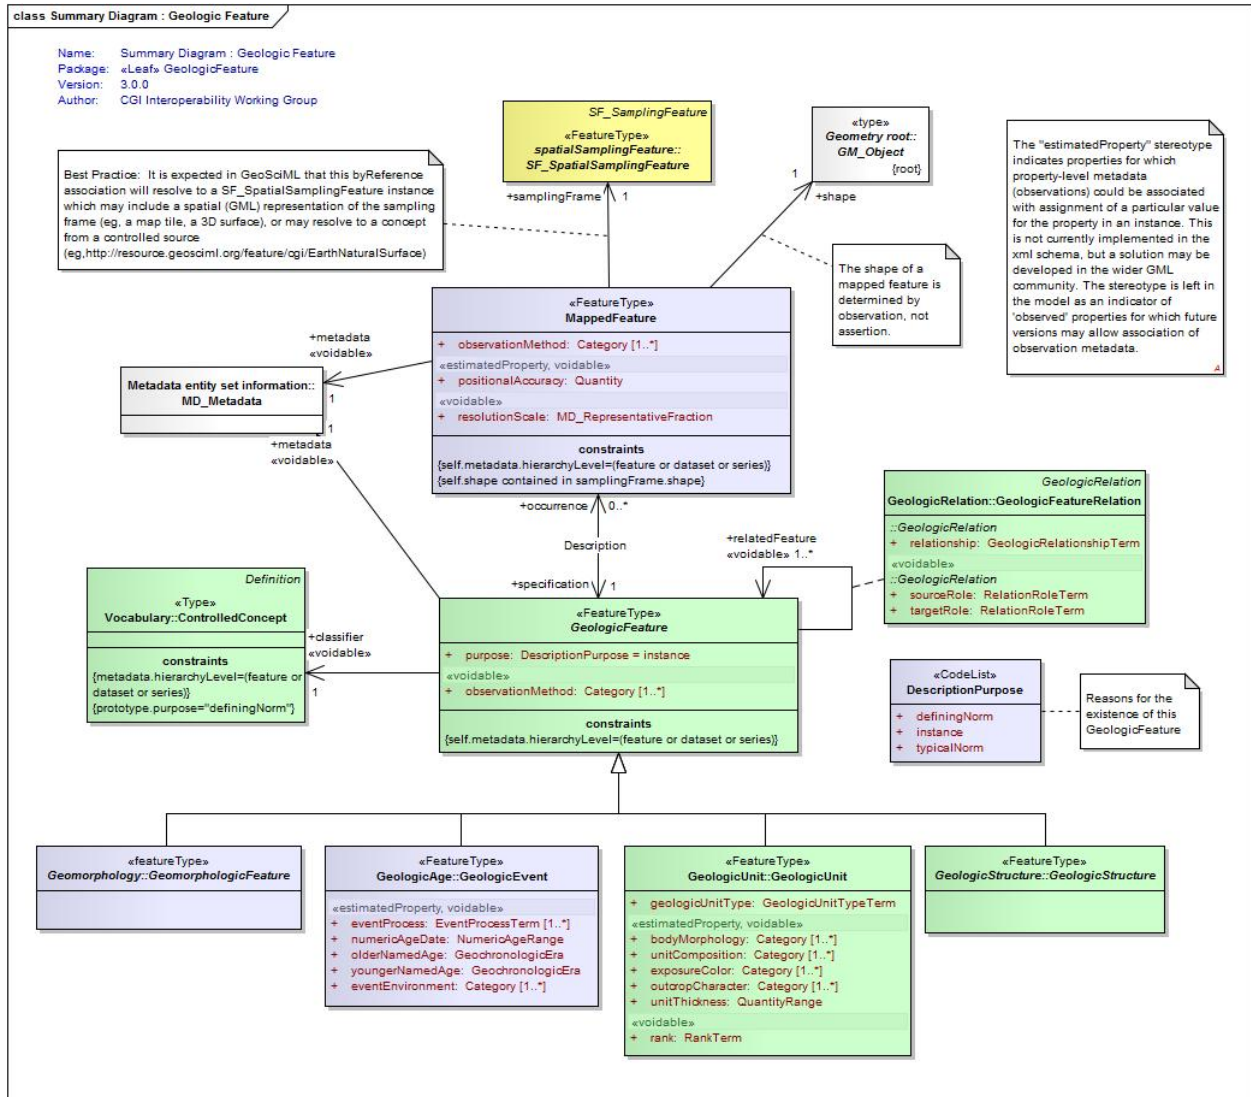 class Summary Diagram : Geologic Feature
Name: Summary Diagram : Geologic Feature
Package: «Leaf» GeologicFeature
Version: 3.0.0
Author: CGI Interoperability Working Group
SF_SamplingFeature
«FeatureType»
spatialSamplingFeature::
SF_SpatialSamplingFeature
«type»
Geometry root::
GM_Object
{root}
The "estimatedProperty" stereotype
indicates properties for which
property-level metadata
(observations) could be associated
with assignment of a particular value
for the property in an instance. This
is not currently implemented in the
xml schema, but a solution may be
developed in the wider GML
community. The stereotype is left in
the model as an indicator of
'observed' properties for which future
versions may allow association of
observation metadata.
A
Best Practice: It is expected in GeoSciML that this byReference
association will resolve to a SF_SpatialSamplingFeature instance
which may include a spatial (GML) representation of the sampling
frame (eg, a map tile, a 3D surface), or may resolve to a concept
from a controlled source
(eg,http://resource.geosciml.org/feature/cgi/EarthNaturalSurface)
+samplingFrame 1
1
+shape
The shape of a
mapped feature is
determined by
observation, not
assertion.
«FeatureType»
MappedFeature
+ observationMethod: Category [1..*]
«estimatedProperty, voidable»
+ positionalAccuracy: Quantity
«voidable»
+ resolutionScale: MD_RepresentativeFraction
constraints
{self.metadata.hierarchyLevel=(feature or dataset or series)}
{self.shape contained in samplingFrame.shape}
+metadata
«voidable»
1
Metadata entity set information::
MD_Metadata
1
+metadata
«voidable»
+occurrence 0..*
Description
+specification 1
+relatedFeature
«voidable» 1..*
GeologicRelation
GeologicRelation::GeologicFeatureRelation
::GeologicRelation
+ relationship: GeologicRelationshipTerm
«voidable»
::GeologicRelation
+ sourceRole: RelationRoleTerm
+ targetRole: RelationRoleTerm
Definition
«Type»
Vocabulary::ControlledConcept
constraints
{metadata.hierarchyLevel=(feature or
dataset or series)}
{prototype.purpose="definingNorm"}
+classifier
«voidable»
1
«FeatureType»
GeologicFeature
+ purpose: DescriptionPurpose = instance
«voidable»
+ observationMethod: Category [1..*]
constraints
{self.metadata.hierarchyLevel=(feature or dataset or series)}
«CodeList»
DescriptionPurpose
+ definingNorm
+ instance
+ typicalNorm
Reasons for the
existence of this
GeologicFeature
«featureType»
Geomorphology::GeomorphologicFeature
«FeatureType»
GeologicAge::GeologicEvent
«estimatedProperty, voidable»
+ eventProcess: EventProcessTerm [1..*]
+ numericAgeDate: NumericAgeRange
+ olderNamedAge: GeochronologicEra
+ youngerNamedAge: GeochronologicEra
+ eventEnvironment: Category [1..*]
«FeatureType»
GeologicUnit::GeologicUnit
+ geologicUnitType: GeologicUnitTypeTerm
«estimatedProperty, voidable»
+ bodyMorphology: Category [1..*]
+ unitComposition: Category [1..*]
+ exposureColor: Category [1..*]
+ outcropCharacter: Category [1..*]
+ unitThickness: QuantityRange
«voidable»
+ rank: RankTerm
«FeatureType»
GeologicStructure::GeologicStructure